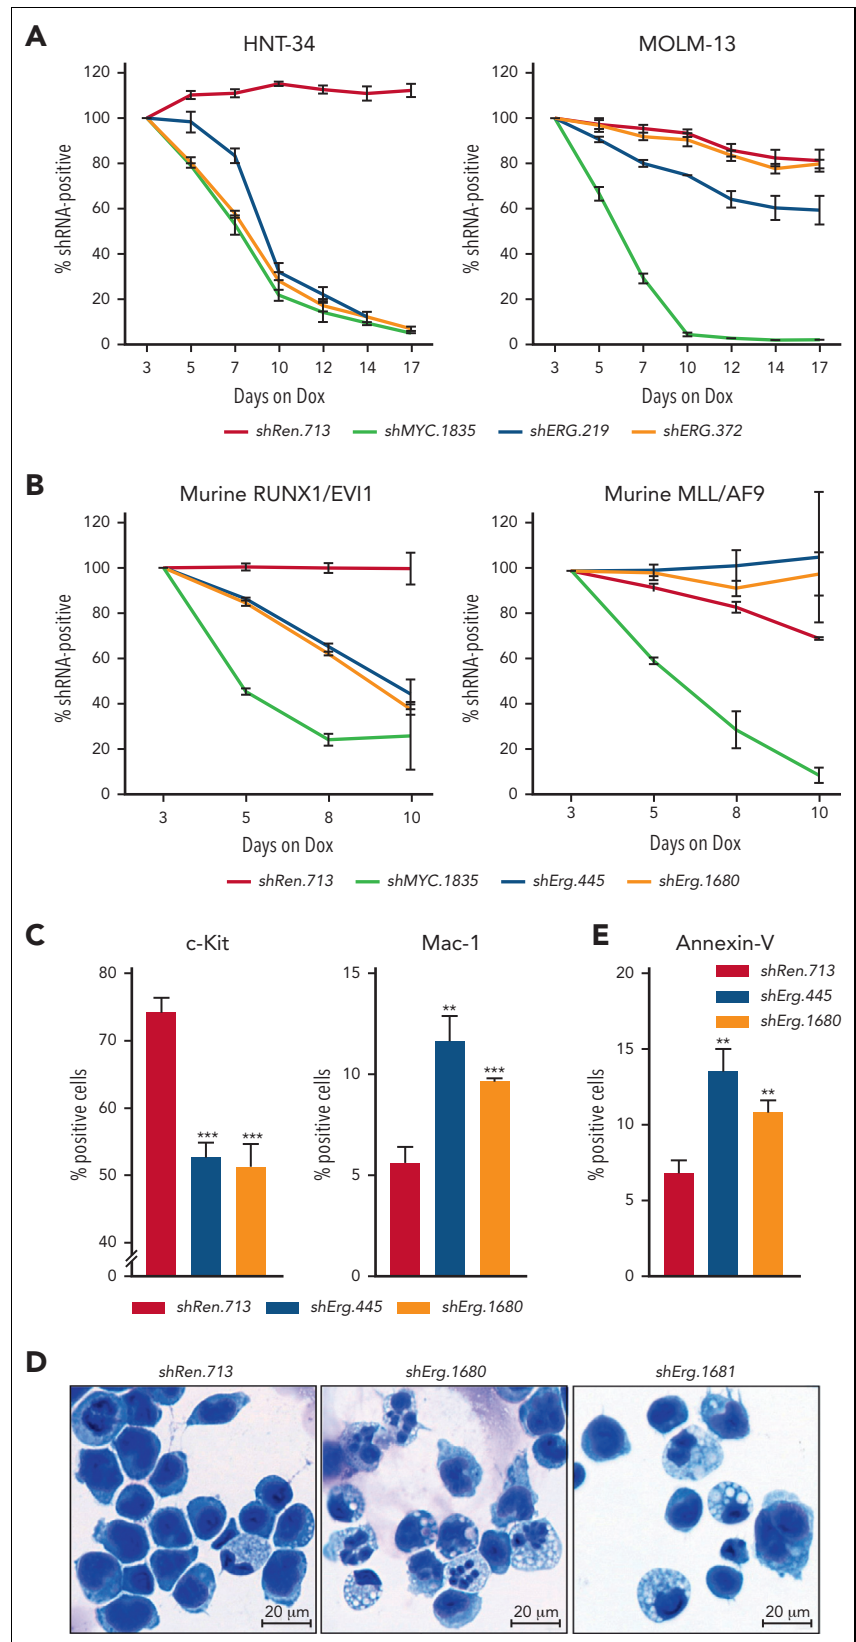 A
HNT-34
MOLM-13
% shRNA-positive
120
100
80
60
40
20
0
3 5 7 10 12 14 17
Days on Dox
% shRNA-positive
120
100
80
60
40
20
0
3 5 7 10 12 14 17
Days on Dox
shRen.713 shMYC.1835 shERG.219 shERG.372
B
Murine RUNX1/EVI1
Murine MLL/AF9
% shRNA-positive
120
100
80
60
40
20
0
3 5 8 10
Days on Dox
% shRNA-positive
120
100
80
60
40
20
0
3 5 8 10
Days on Dox
shRen.713 shMYC.1835 shErg.445 shErg.1680
C
c-Kit
% positive cells
80
70
60
50
40
0
*** ***
Mac-1
% positive cells
15
10
5
0
** ***
shRen.713 shErg.445 shErg.1680
E
Annexin-V
shRen.713
shErg.445
shErg.1680
% positive cells
20
15
10
5
0
** **
D
shRen.713 shErg.1680 shErg.1681
20 µm 20 µm 20 µm